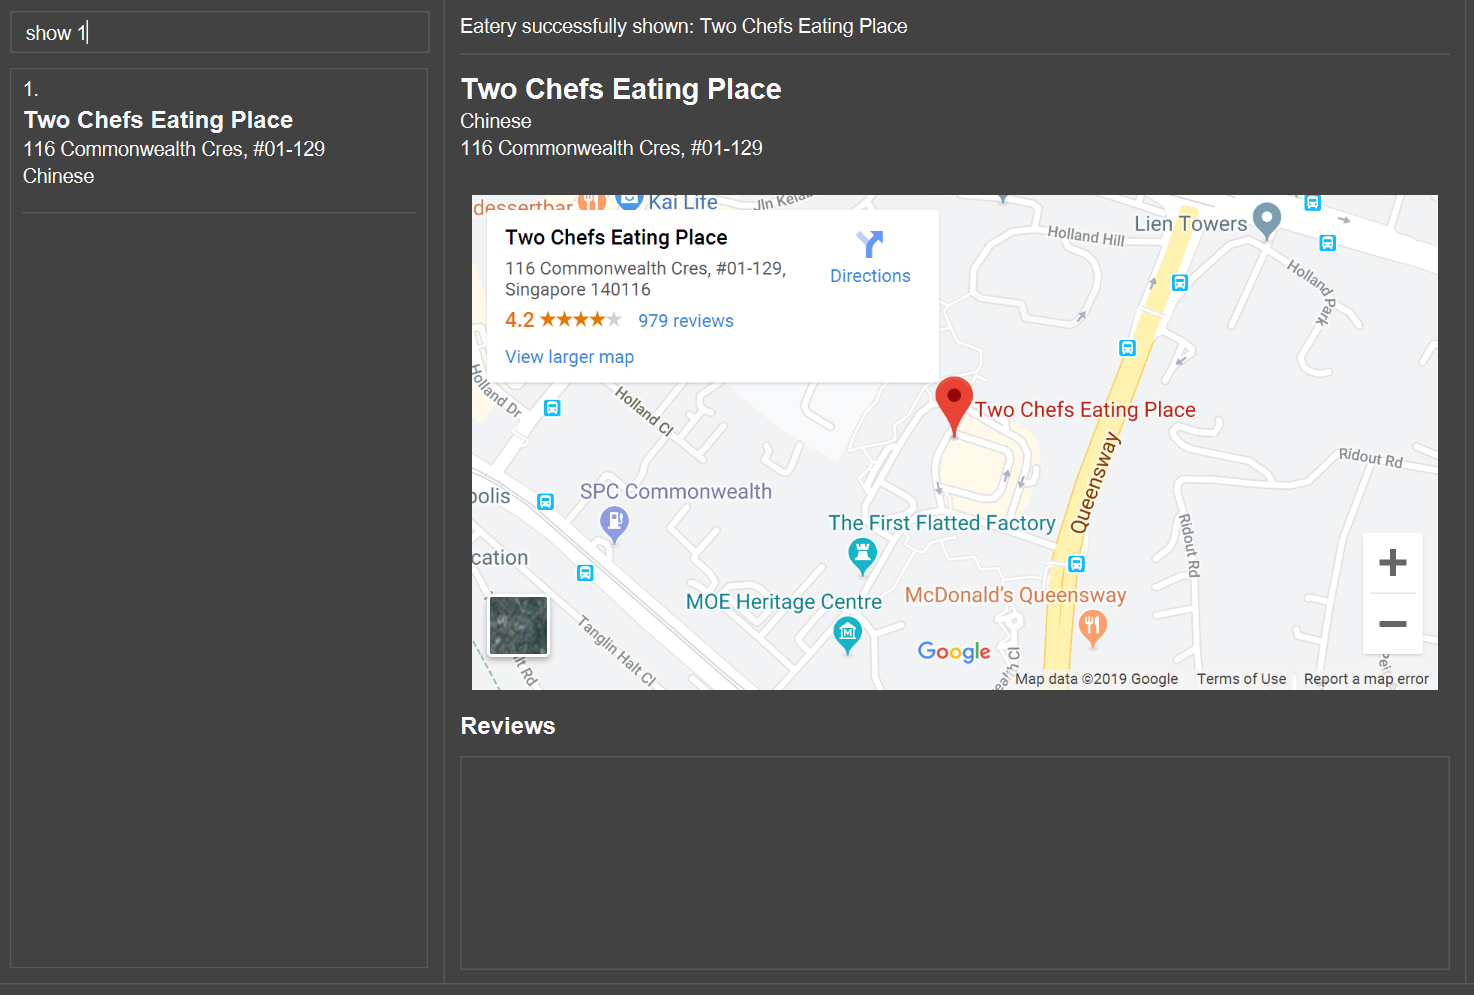 show 1
1.
Two Chefs Eating Place
116 Commonwealth Cres, #01-129
Chinese
Eatery successfully shown: Two Chefs Eating Place
Two Chefs Eating Place
Chinese
116 Commonwealth Cres, #01-129
dessertbar
Kai Life
Jln Kelab
Lien Towers
Holland Hill
Holland Park
Two Chefs Eating Place
116 Commonwealth Cres, #01-129,
Singapore 140116
Directions
4.2
979 reviews
View larger map
Holland Dr
Holland Cl
Two Chefs Eating Place
Queensway
Ridout Rd
polis
SPC Commonwealth
The First Flatted Factory
Ridout Rd
cation
MOE Heritage Centre
McDonald's Queensway
Tanglin Halt Cl
lt Rd
Google
ealth Cl
Map data ©2019 Google
Terms of Use
Report a map error
Reviews